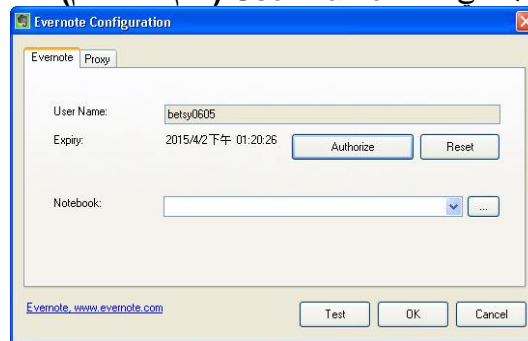 Evernote Configuration
Evernote Proxy
User Name: betsy0605
Expiry: 2015/4/2下午 01:20:26 Authorize Reset
Notebook: ...
Evernote, www.evernote.com Test OK Cancel